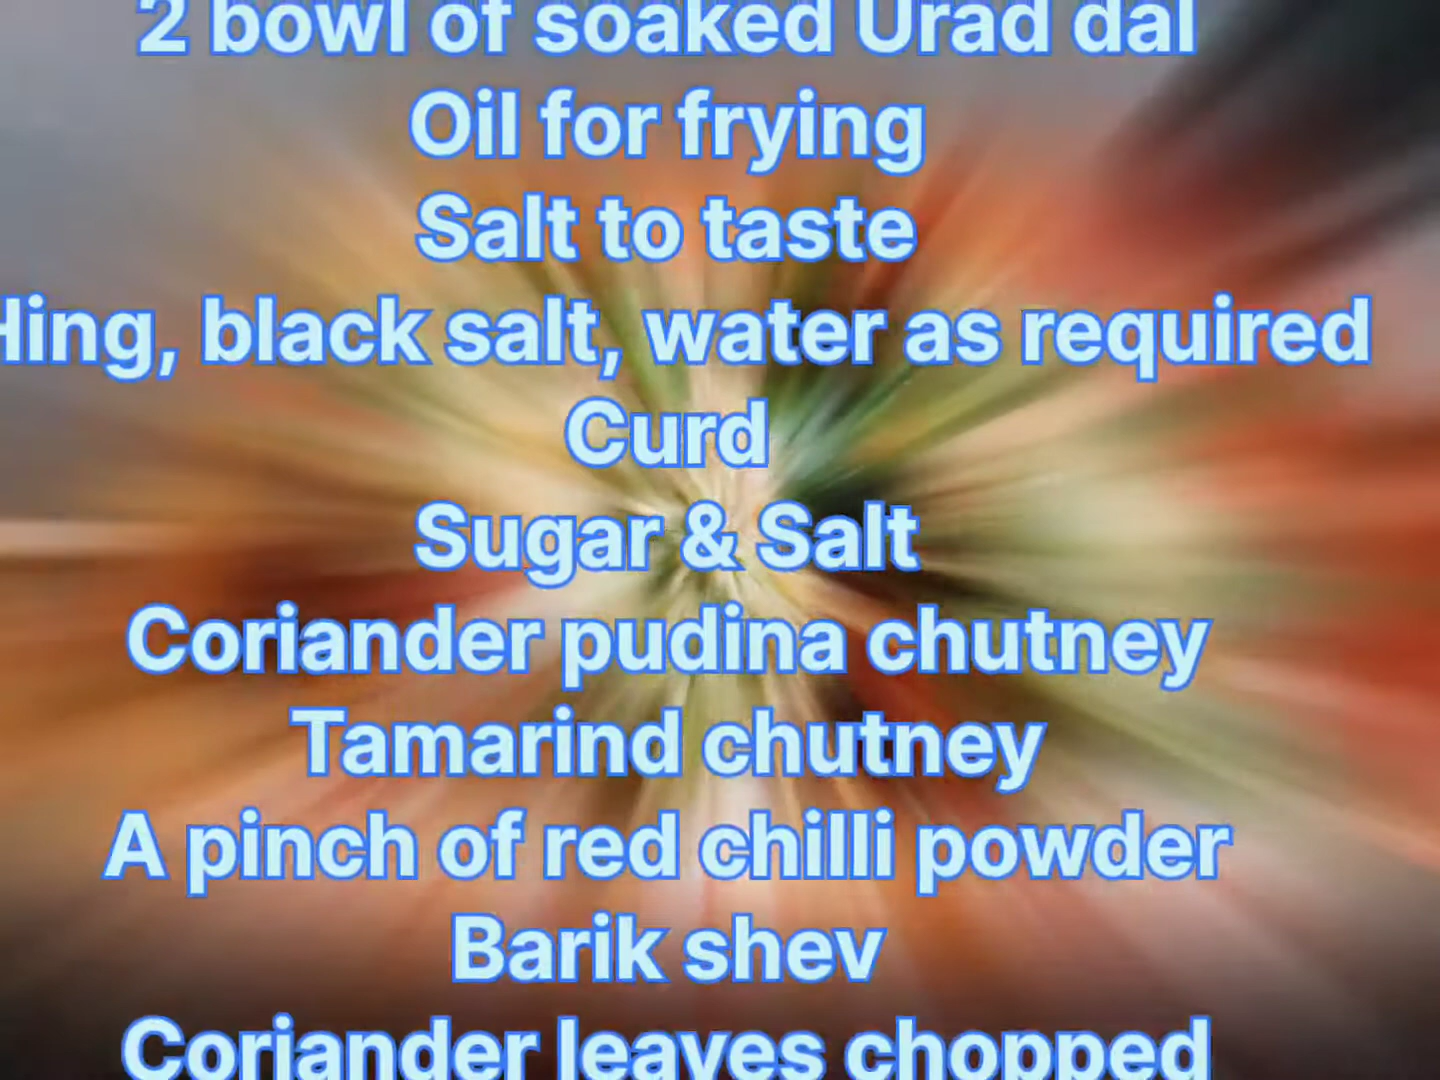 2 bowl of soaked Urad dal
Oil for frying
Salt to taste
Hing, black salt, water as required
Curd
Sugar & Salt
Coriander pudina chutney
Tamarind chutney
A pinch of red chilli powder
Barik shev
Coriander leaves chopped